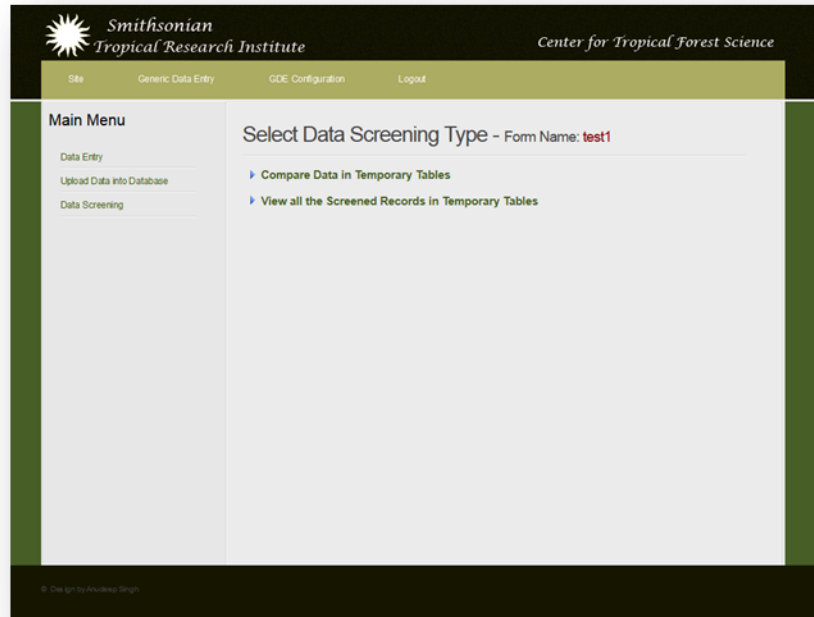 Smithsonian
Tropical Research Institute
Center for Tropical Forest Science
Site Generic Data Entry GDE Configuration Logout
Main Menu
Data Entry
Upload Data into Database
Data Screening
Select Data Screening Type - Form Name: test1
Compare Data in Temporary Tables
View all the Screened Records in Temporary Tables
© Design by Anudeep Singh